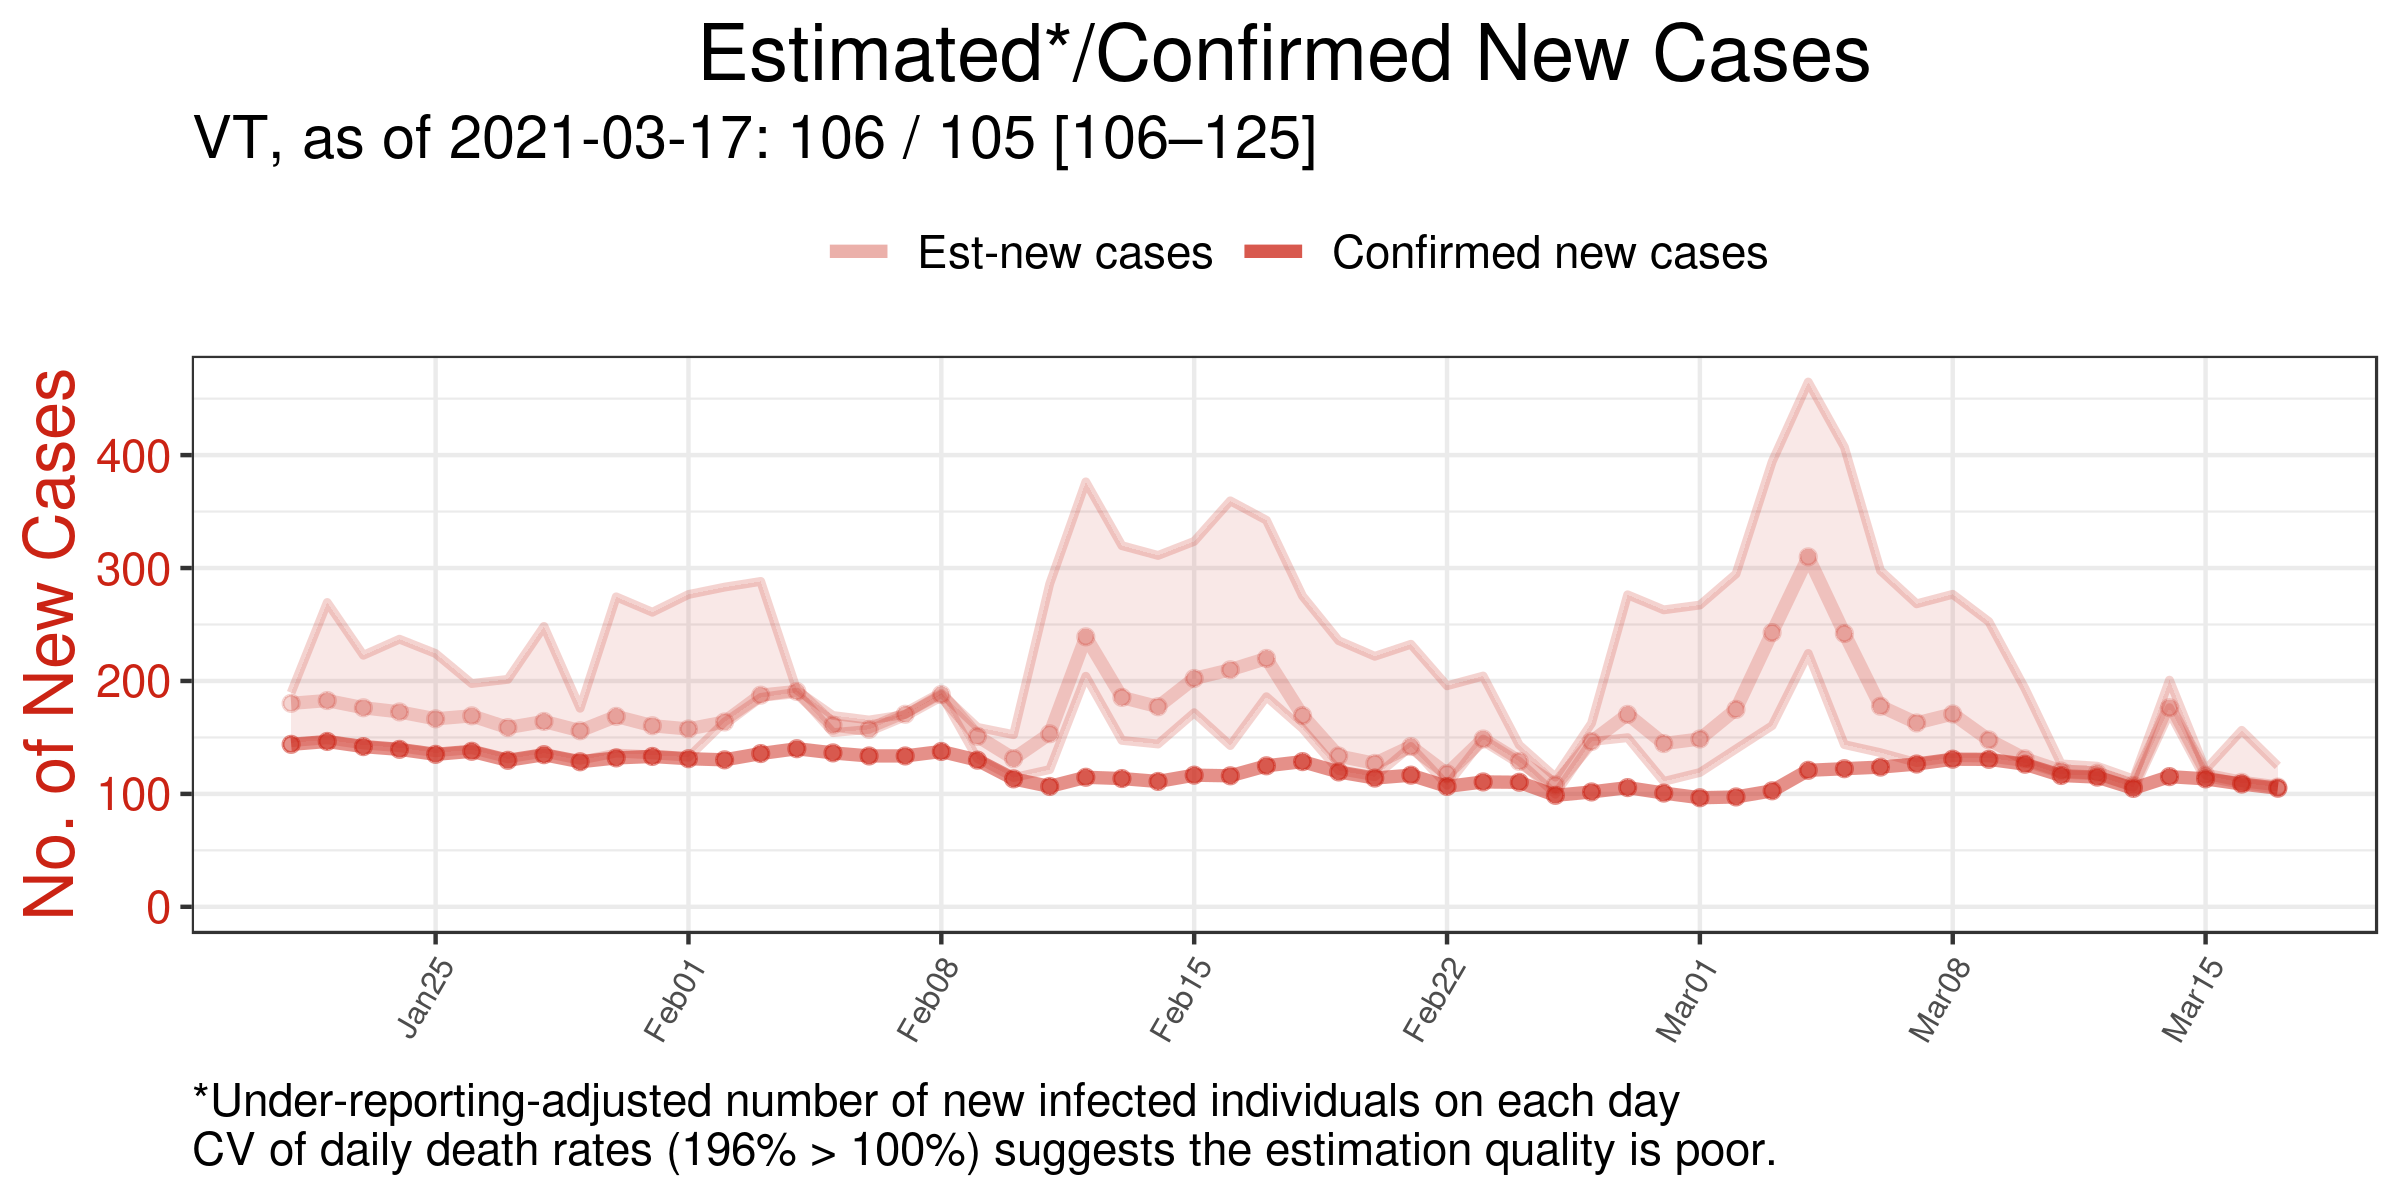 Estimated*/Confirmed New Cases
VT, as of 2021-03-17: 106 / 105 [106–125]
Est-new cases
Confirmed new cases
No. of New Cases
400
300
200
100
0
Jan25
Feb01
Feb08
Feb15
Feb22
Mar01
Mar08
Mar15
*Under-reporting-adjusted number of new infected individuals on each day
CV of daily death rates (196% > 100%) suggests the estimation quality is poor.